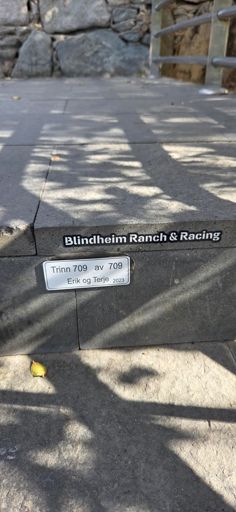 Blindheim Ranch & Racing
Trinn 709 av 709
Erik og Terje 2023